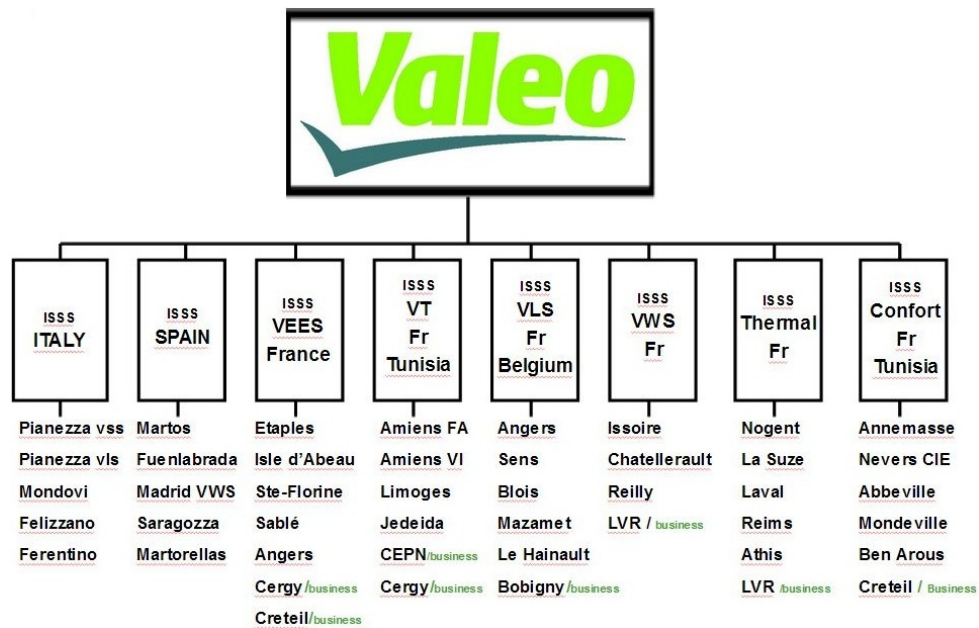 Valeo
ISSS
ITALY
Pianezza vss
Pianezza vls
Mondovi
Felizzano
Ferentino
ISSS
SPAIN
Martos
Fuenlabrada
Madrid VWS
Saragozza
Martorellas
ISSS
VEES
France
Etaples
Isle d'Abeau
Ste-Florine
Sablé
Angers
Cergy/business
Creteil/business
ISSS
VT
Fr
Tunisia
Amiens FA
Amiens VI
Limoges
Jedeida
CEPN/business
Cergy/business
ISSS
VLS
Fr
Belgium
Angers
Sens
Blois
Mazamet
Le Hainault
Bobigny/business
ISSS
VWS
Fr
Issoire
Chatellerault
Reilly
LVR / business
ISSS
Thermal
Fr
Nogent
La Suze
Laval
Reims
Athis
LVR /business
ISSS
Confort
Fr
Tunisia
Annemasse
Nevers CIE
Abbeville
Mondeville
Ben Arous
Creteil / Business